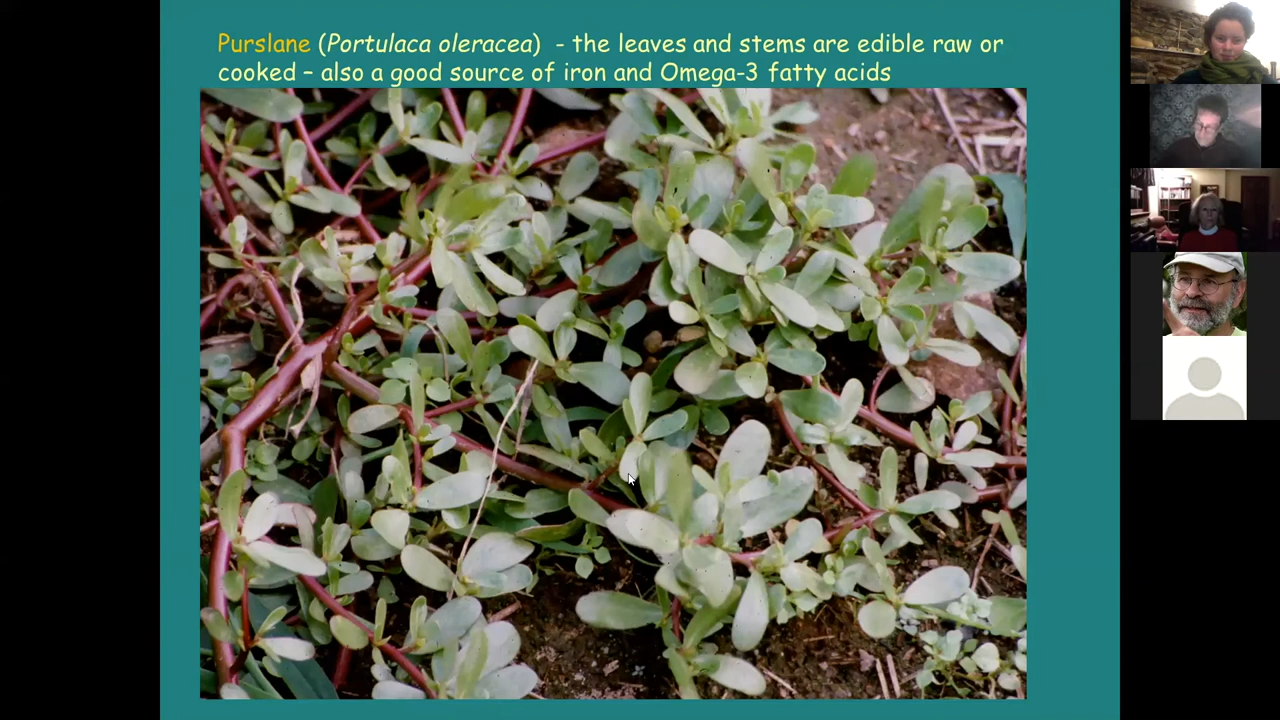 Purslane (Portulaca oleracea) - the leaves and stems are edible raw or
cooked – also a good source of iron and Omega-3 fatty acids